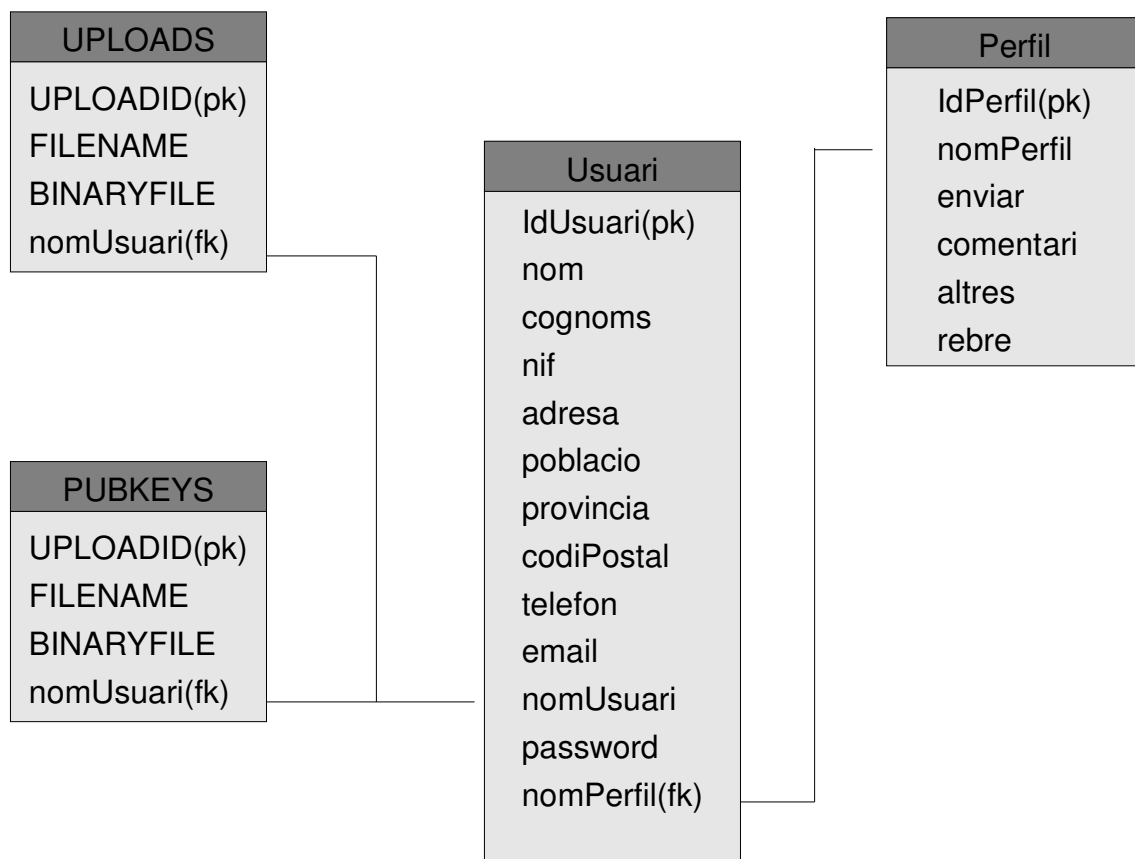 UPLOADS
UPLOADID(pk)
FILENAME
BINARYFILE
nomUsuari(fk)
PUBKEYS
UPLOADID(pk)
FILENAME
BINARYFILE
nomUsuari(fk)
Usuari
IdUsuari(pk)
nom
cognoms
nif
adresa
poblacio
provincia
codiPostal
telefon
email
nomUsuari
password
nomPerfil(fk)
Perfil
IdPerfil(pk)
nomPerfil
enviar
comentari
altres
rebre